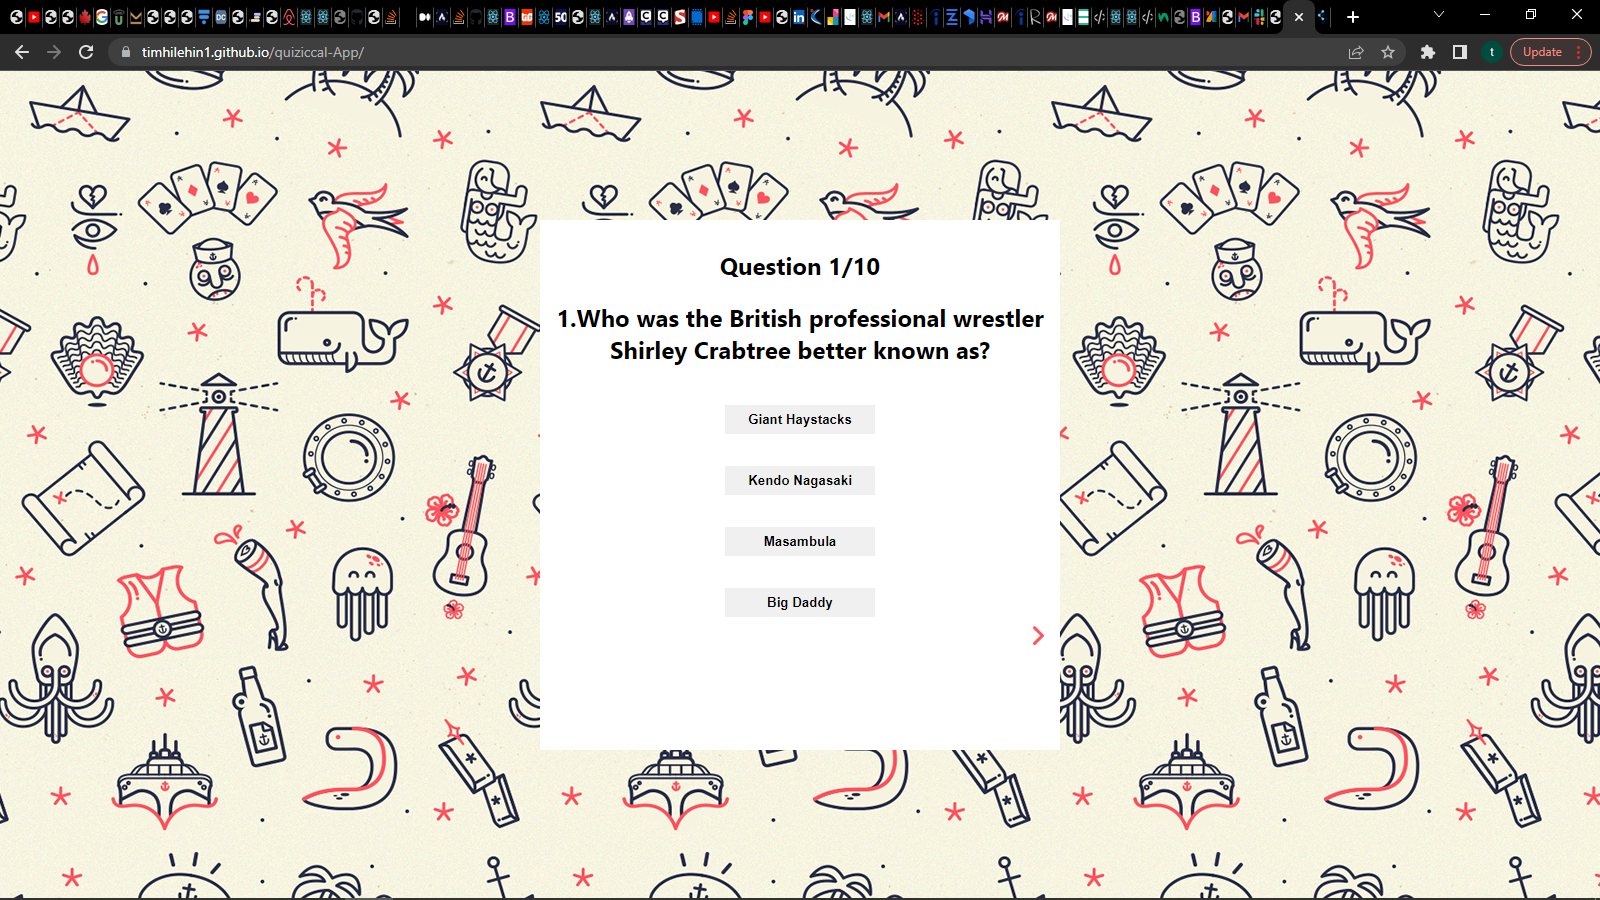 timhilehin1.github.io/quiziccal-App/
t
Update
Question 1/10
1.Who was the British professional wrestler
Shirley Crabtree better known as?
Giant Haystacks
Kendo Nagasaki
Masambula
Big Daddy